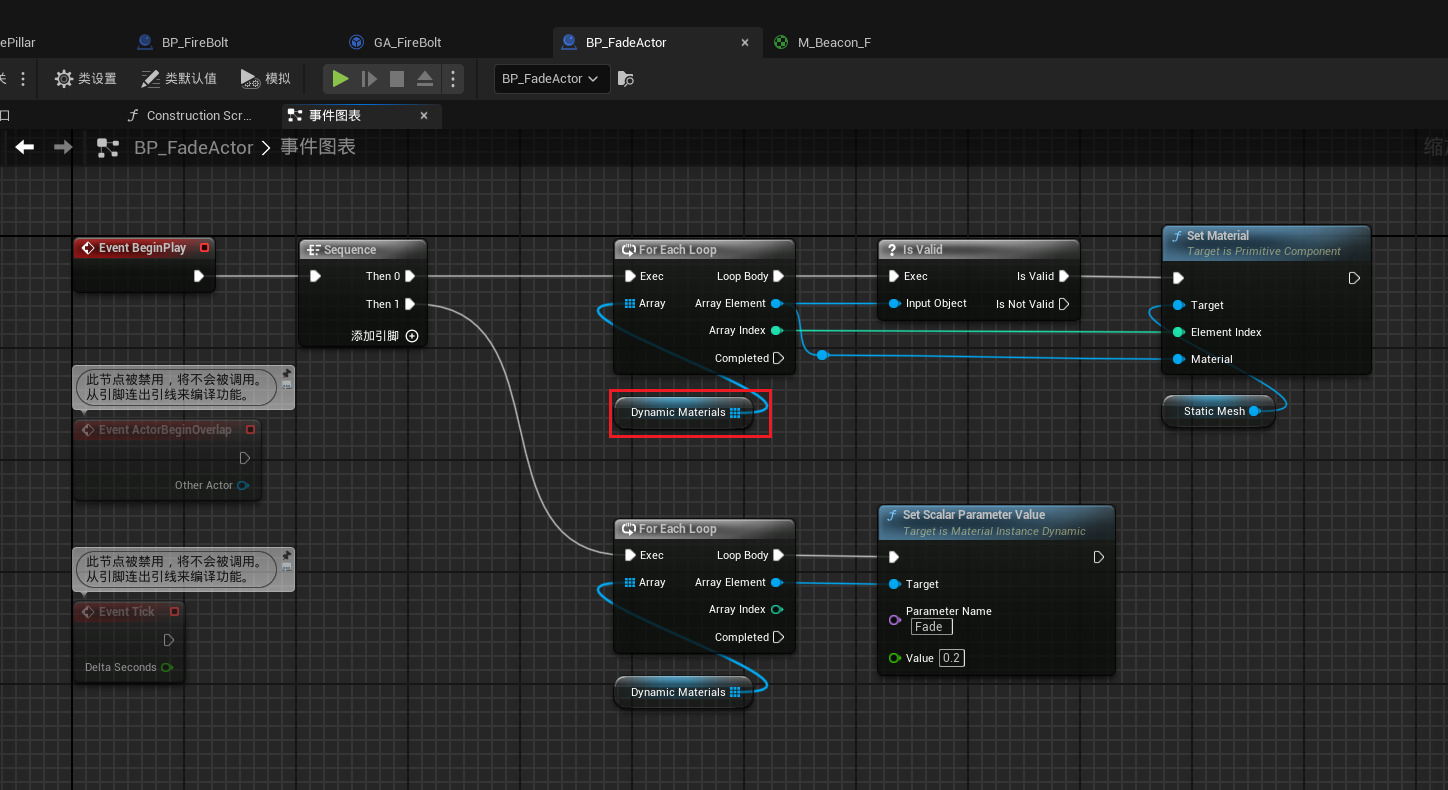 ePillar
BP_FireBolt
GA_FireBolt
BP_FadeActor
M_Beacon_F
类设置
类默认值
模拟
BP_FadeActor
Construction Scr...
事件图表
BP_FadeActor
事件图表
Event BeginPlay
Sequence
Then 0
Then 1
添加引脚
For Each Loop
Exec
Loop Body
Array
Array Element
Array Index
Completed
Dynamic Materials
Is Valid
Exec
Is Valid
Input Object
Is Not Valid
Set Material
Target is Primitive Component
Target
Element Index
Material
Static Mesh
此节点被禁用，将不会被调用。
从引脚连出引线来编译功能。
Event ActorBeginOverlap
Other Actor
此节点被禁用，将不会被调用。
从引脚连出引线来编译功能。
Event Tick
Delta Seconds
For Each Loop
Exec
Loop Body
Array
Array Element
Array Index
Completed
Dynamic Materials
Set Scalar Parameter Value
Target is Material Instance Dynamic
Target
Parameter Name
Fade
Value 0.2